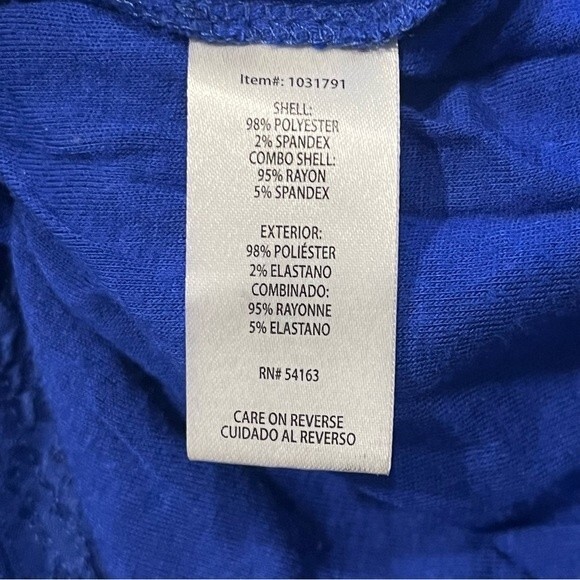 Item#: 1031791
SHELL:
98% POLYESTER
2% SPANDEX
COMBO SHELL:
95% RAYON
5% SPANDEX
EXTERIOR:
98% POLIÉSTER
2% ELASTANO
COMBINADO:
95% RAYONNE
5% ELASTANO
RN# 54163
CARE ON REVERSE
CUIDADO AL REVERSO